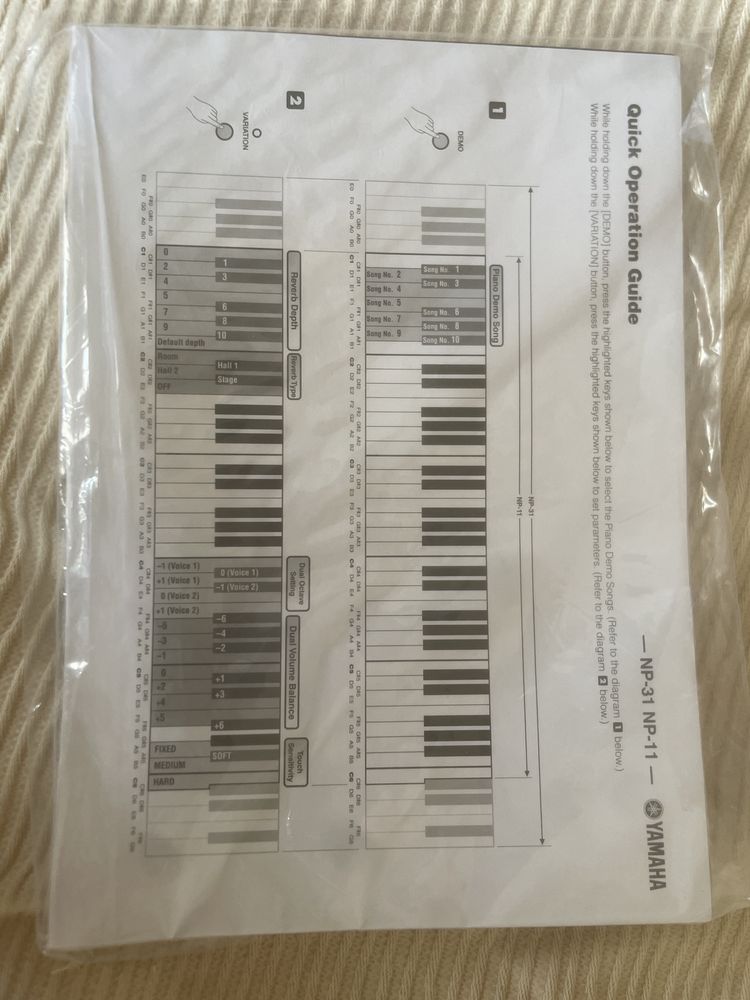 Quick Operation Guide
— NP-31 NP-11 —
YAMAHA
While holding down the [DEMO] button, press the highlighted keys shown below to select the Piano Demo Songs. (Refer to the diagram 1 below.)
While holding down the [VARIATION] button, press the highlighted keys shown below to set parameters. (Refer to the diagram 2 below.)
1
DEMO
NP-31
NP-11
Piano Demo Song
Song No. 1
Song No. 3
Song No. 6
Song No. 8
Song No. 10
Song No. 2
Song No. 4
Song No. 5
Song No. 7
Song No. 9
2
VARIATION
Reverb Depth
Reverb Type
Dual Octave Setting
Dual Volume Balance
Touch Sensitivity
1
3
6
8
10
Hall 1
Stage
0 (Voice 1)
−1 (Voice 2)
−6
−4
−2
+1
+3
+6
SOFT
0
2
4
5
7
9
Default depth
Room
Hall 2
OFF
−1 (Voice 1)
+1 (Voice 1)
0 (Voice 2)
+1 (Voice 2)
−5
−3
−1
0
+2
+4
+5
FIXED
MEDIUM
HARD